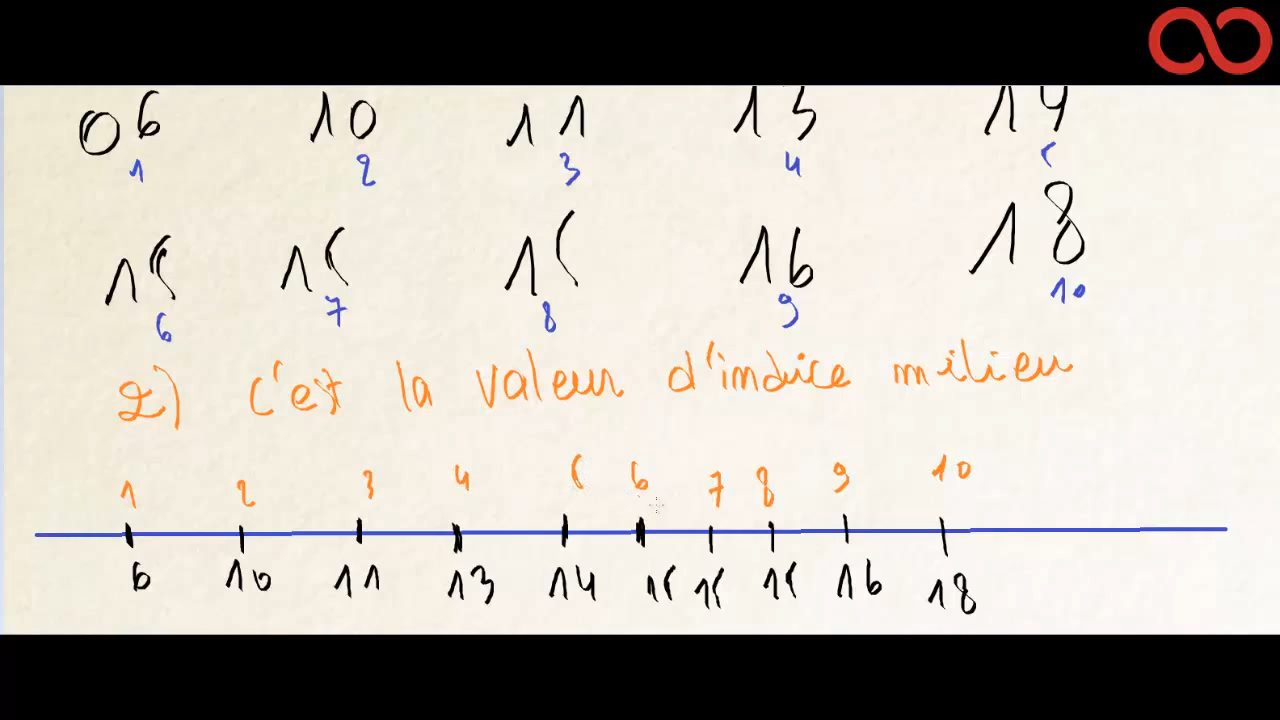 06 10 11 13 14
1 2 3 4 5
15 15 15 16 18
6 7 8 9 10
2) c'est la valeur d'indice milieu
1 2 3 4 5 6 7 8 9 10
6 10 11 13 14 15 15 15 16 18